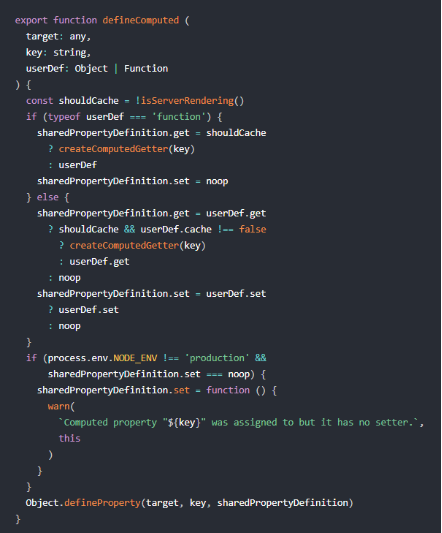 export function defineComputed (
  target: any,
  key: string,
  userDef: Object | Function
) {
  const shouldCache = !isServerRendering()
  if (typeof userDef === 'function') {
    sharedPropertyDefinition.get = shouldCache
      ? createComputedGetter(key)
      : userDef
    sharedPropertyDefinition.set = noop
  } else {
    sharedPropertyDefinition.get = userDef.get
      ? shouldCache && userDef.cache !== false
        ? createComputedGetter(key)
        : userDef.get
      : noop
    sharedPropertyDefinition.set = userDef.set
      ? userDef.set
      : noop
  }
  if (process.env.NODE_ENV !== 'production' &&
      sharedPropertyDefinition.set === noop) {
    sharedPropertyDefinition.set = function () {
      warn(
        `Computed property "${key}" was assigned to but it has no setter.`,
        this
      )
    }
  }
  Object.defineProperty(target, key, sharedPropertyDefinition)
}